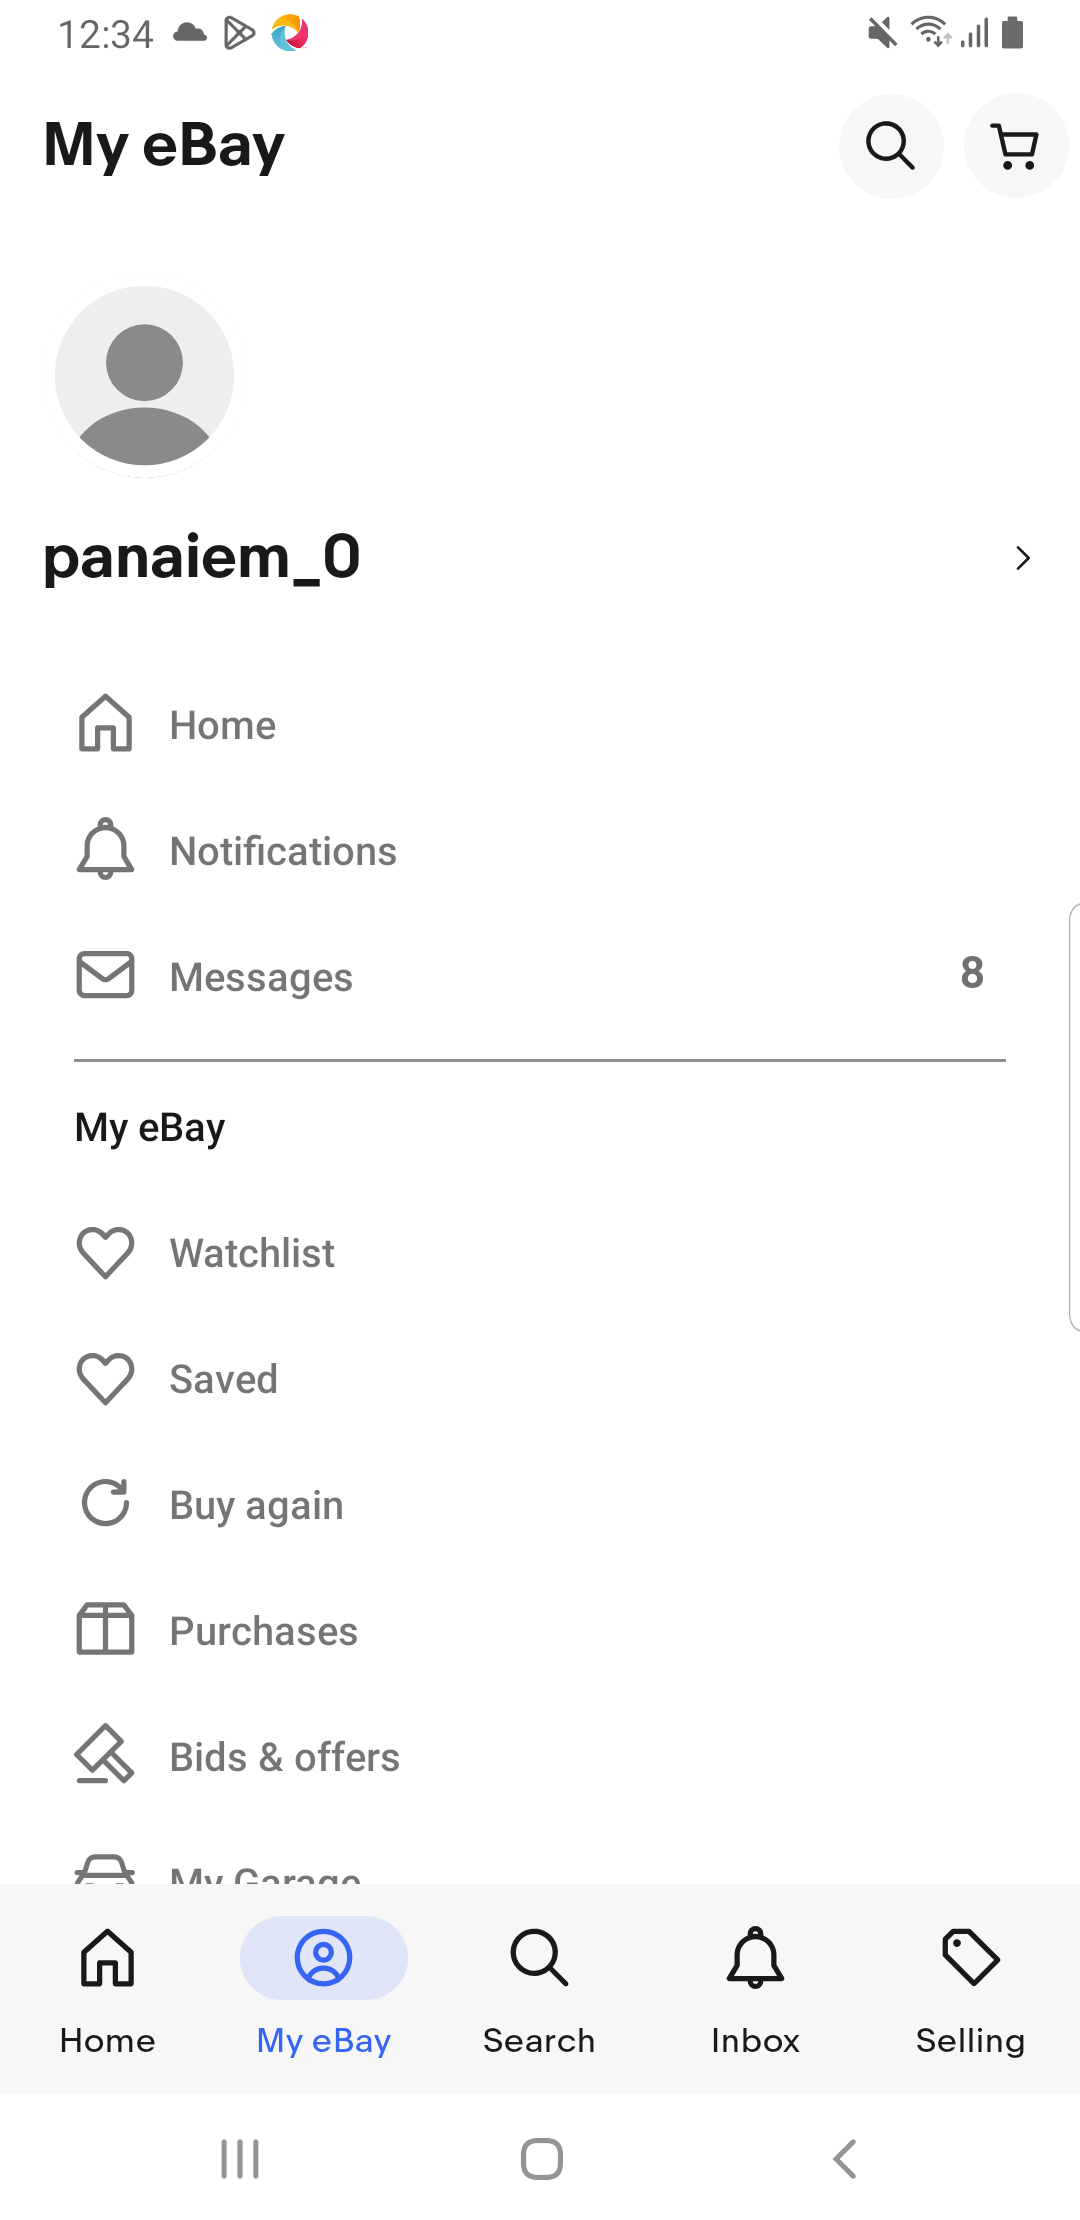 12:34
My eBay
panaiem_0
Home
Notifications
Messages 8
My eBay
Watchlist
Saved
Buy again
Purchases
Bids & offers
My Garage
Home My eBay Search Inbox Selling